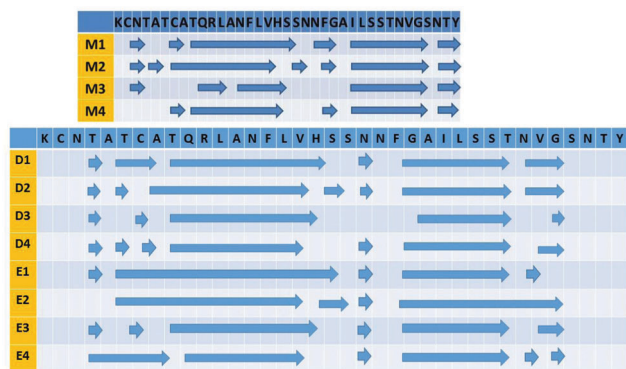 KCNTATCATQRLANFLVHSSNNFGAILSSTNVGSNTY
M1
M2
M3
M4
K C N T A T C A T Q R L A N F L V H S S N N F G A I L S S T N V G S N T Y
D1
D2
D3
D4
E1
E2
E3
E4